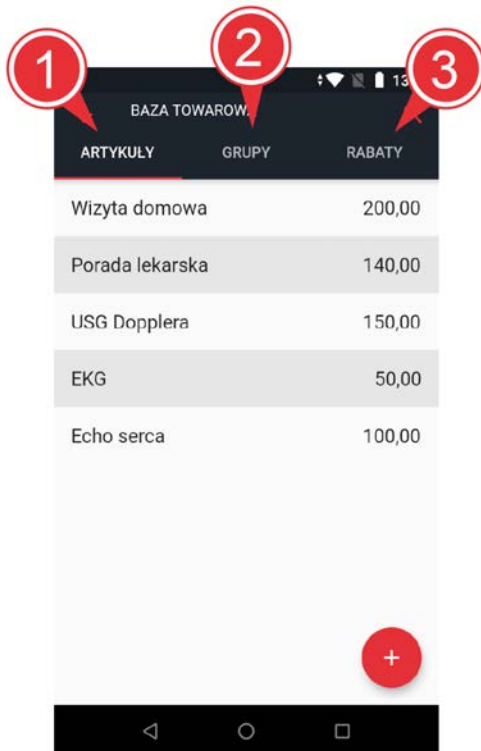 1
2
3
13
BAZA TOWAROW
ARTYKUŁY GRUPY RABATY
Wizyta domowa 200,00
Porada lekarska 140,00
USG Dopplera 150,00
EKG 50,00
Echo serca 100,00
+